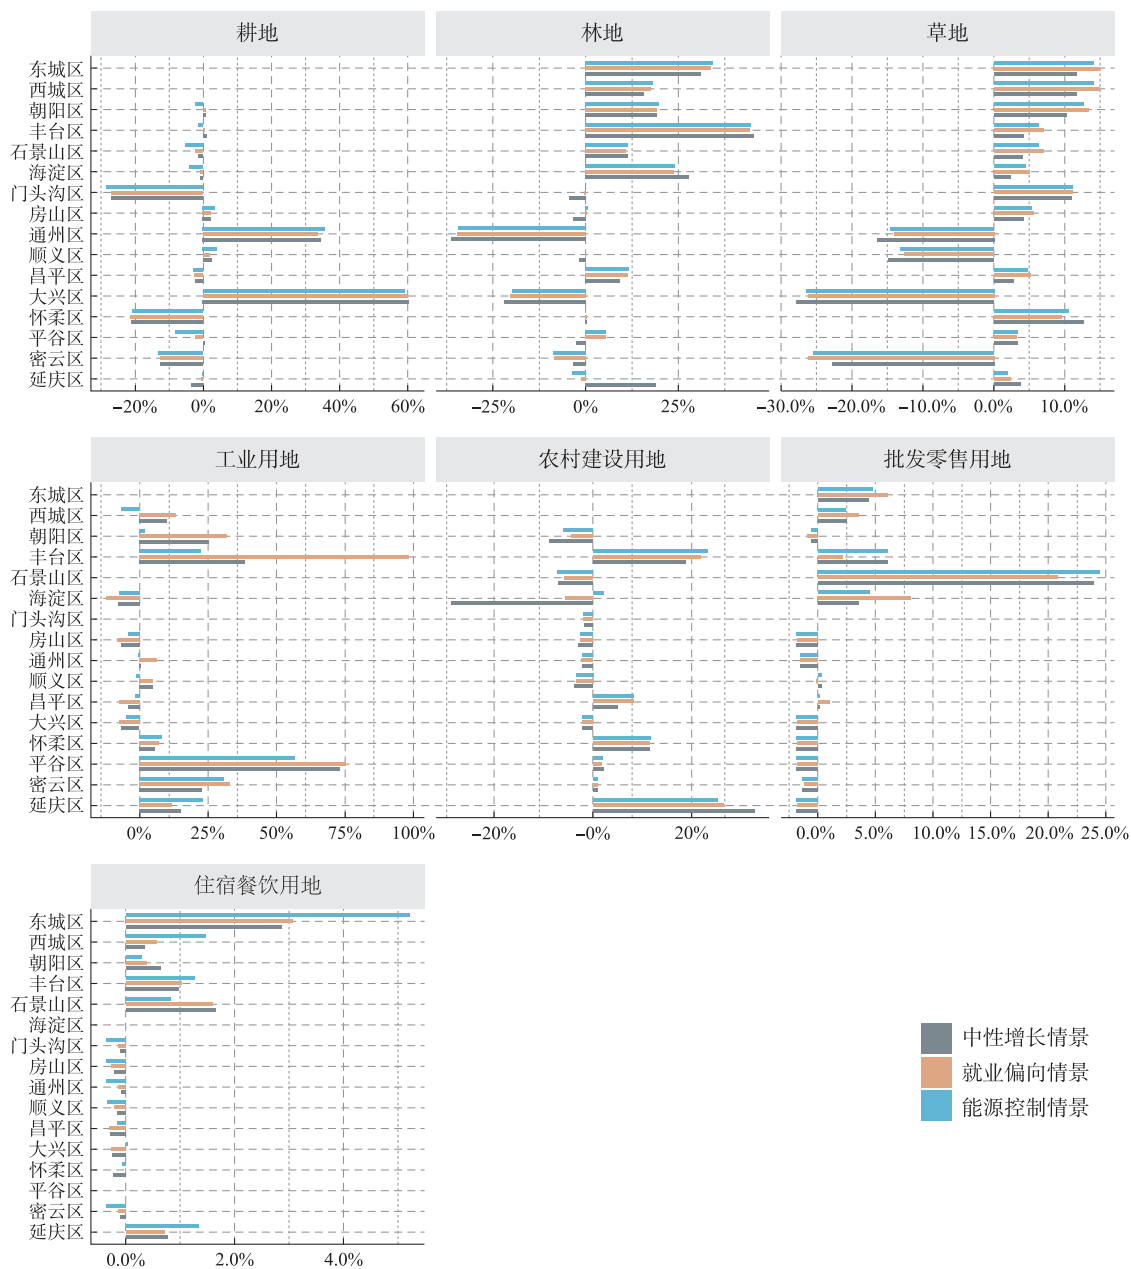 耕地 林地 草地
东城区
西城区
朝阳区
丰台区
石景山区
海淀区
门头沟区
房山区
通州区
顺义区
昌平区
大兴区
怀柔区
平谷区
密云区
延庆区
−20% 0% 20% 40% 60% −25% 0% 25% −30.0% −20.0% −10.0% 0.0% 10.0%
工业用地 农村建设用地 批发零售用地
东城区
西城区
朝阳区
丰台区
石景山区
海淀区
门头沟区
房山区
通州区
顺义区
昌平区
大兴区
怀柔区
平谷区
密云区
延庆区
0% 25% 50% 75% 100% −20% −0% 20% 0.0% 5.0% 10.0% 15.0% 20.0% 25.0%
住宿餐饮用地
东城区
西城区
朝阳区
丰台区
石景山区
海淀区
门头沟区
房山区
通州区
顺义区
昌平区
大兴区
怀柔区
平谷区
密云区
延庆区
0.0% 2.0% 4.0%
中性增长情景
就业偏向情景
能源控制情景